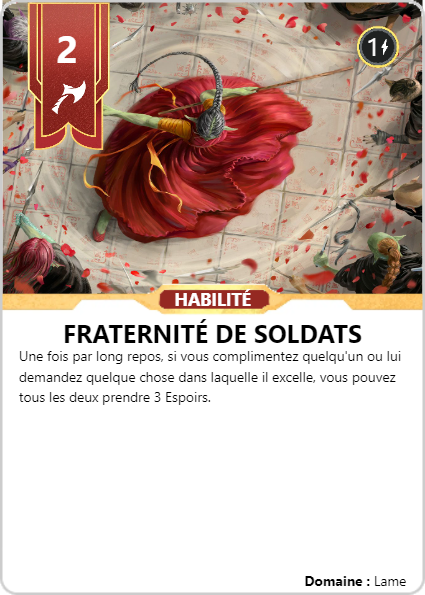 2
1
HABILITÉ
FRATERNITÉ DE SOLDATS
Une fois par long repos, si vous complimentez quelqu'un ou lui
demandez quelque chose dans laquelle il excelle, vous pouvez
tous les deux prendre 3 Espoirs.
Domaine : Lame